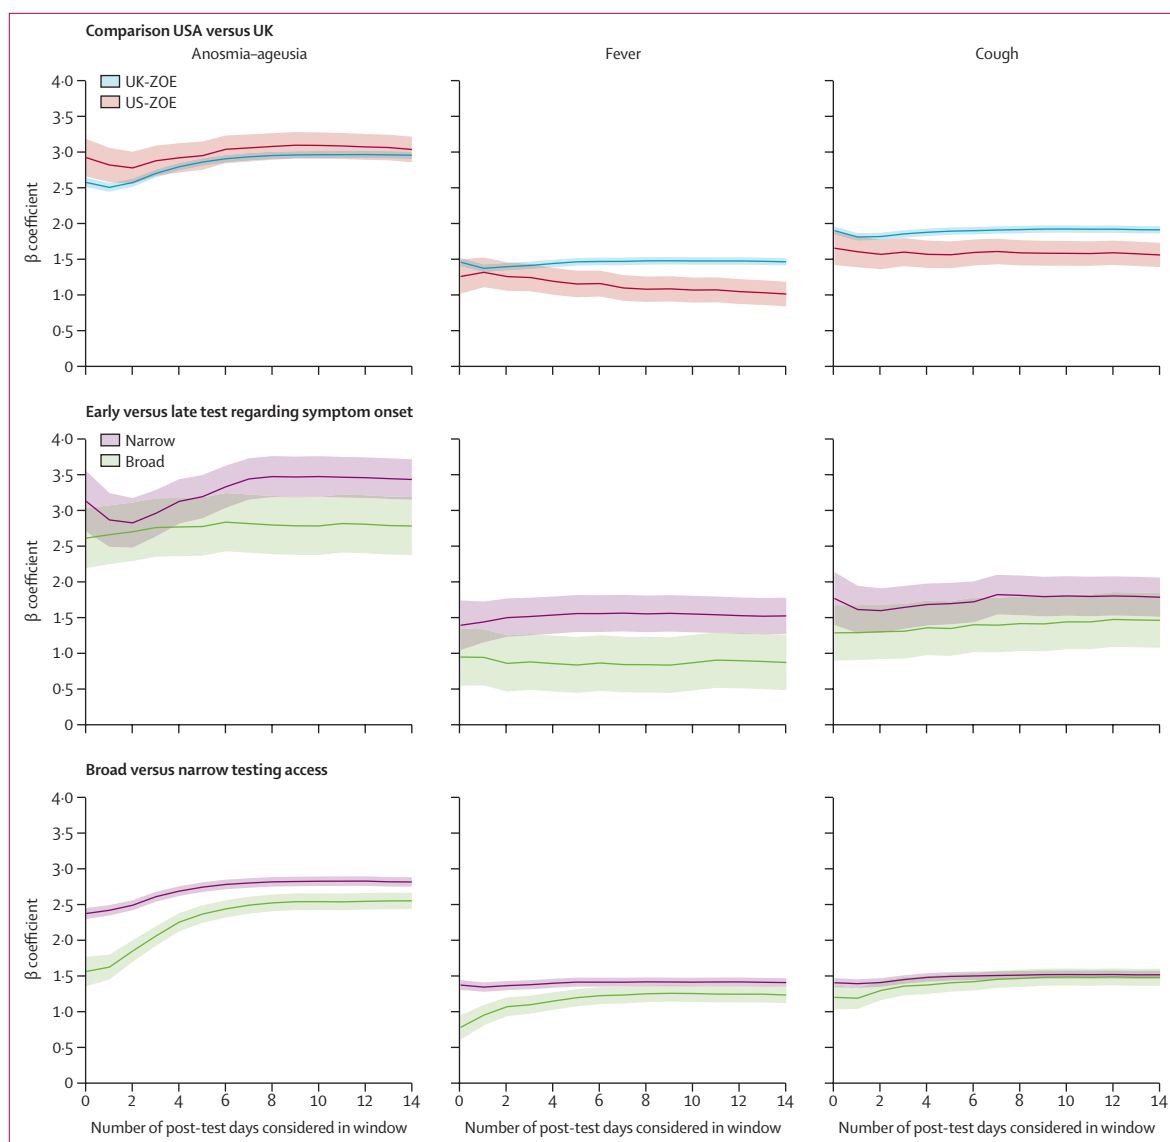 Comparison USA versus UK
Anosmia–ageusia
Fever
Cough
UK-ZOE
US-ZOE
β coefficient
4·0
3·5
3·0
2·5
2·0
1·5
1·0
0·5
0
Early versus late test regarding symptom onset
Narrow
Broad
β coefficient
4·0
3·5
3·0
2·5
2·0
1·5
1·0
0·5
0
Broad versus narrow testing access
β coefficient
4·0
3·5
3·0
2·5
2·0
1·5
1·0
0·5
0
0 2 4 6 8 10 12 14
0 2 4 6 8 10 12 14
0 2 4 6 8 10 12 14
Number of post-test days considered in window
Number of post-test days considered in window
Number of post-test days considered in window